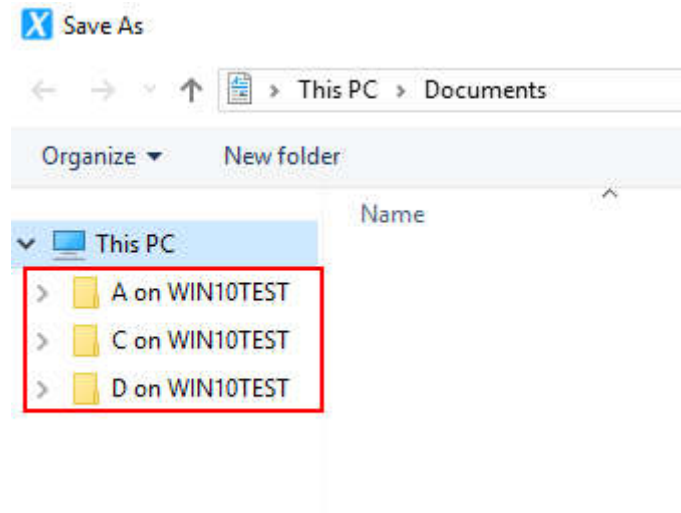 Save As
This PC > Documents
Organize New folder
Name
This PC
A on WIN10TEST
C on WIN10TEST
D on WIN10TEST